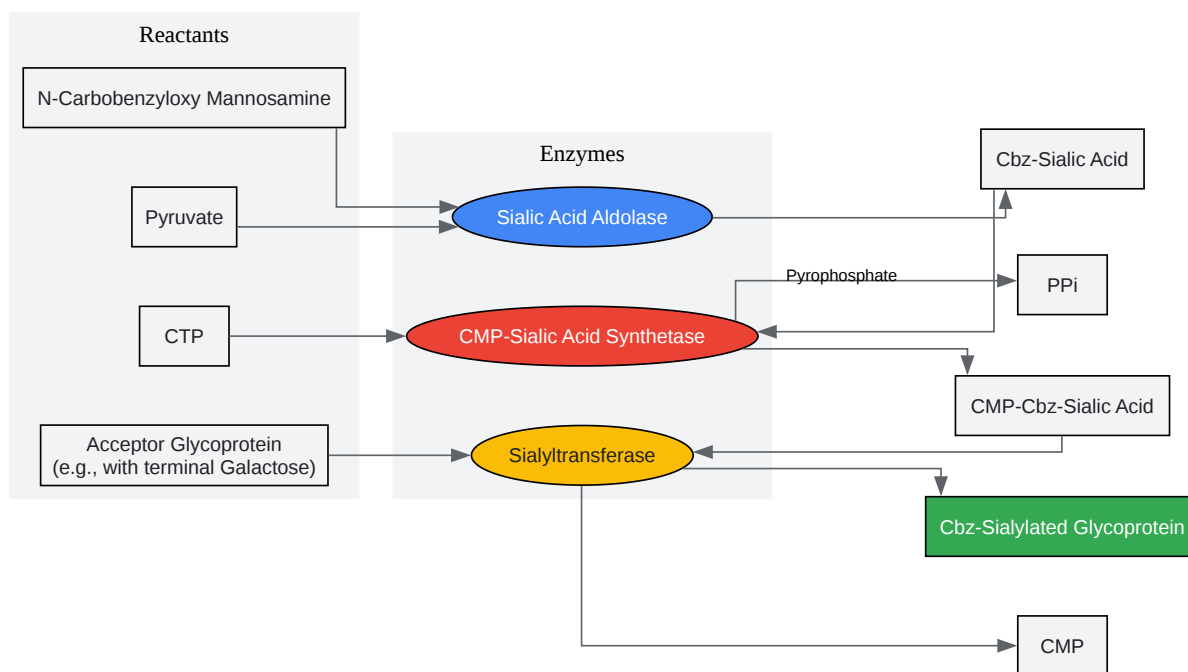 Reactants
N-Carbobenzyloxy Mannosamine
Enzymes
Cbz-Sialic Acid
Pyruvate
Sialic Acid Aldolase
Pyrophosphate
PPi
CTP
CMP-Sialic Acid Synthetase
CMP-Cbz-Sialic Acid
Acceptor Glycoprotein
(e.g., with terminal Galactose)
Sialyltransferase
Cbz-Sialylated Glycoprotein
CMP